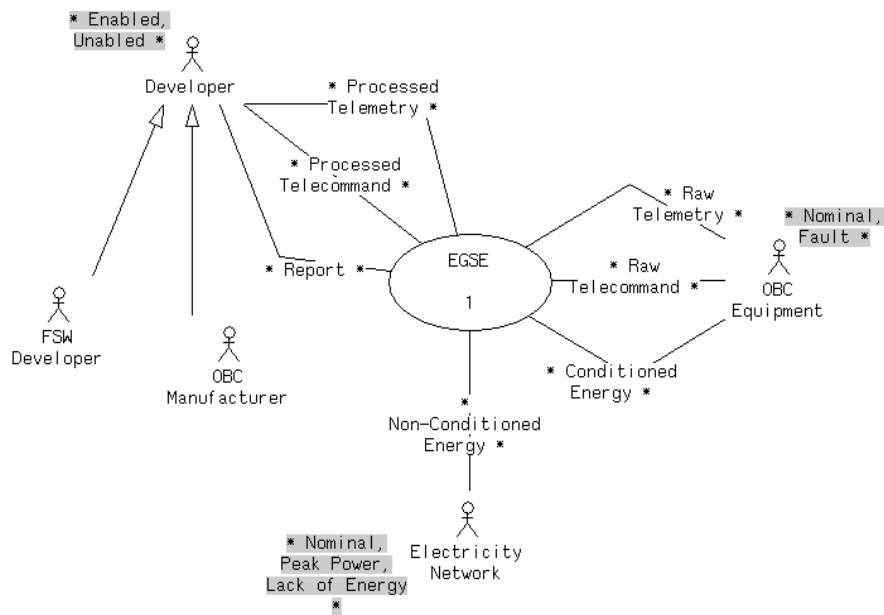 * Enabled,
Unabled *
Developer
* Processed
Telemetry *
* Processed
Telecommand *
* Raw
Telemetry *
* Nominal,
Fault *
* Report *
EGSE
1
* Raw
Telecommand *
OBC
Equipment
FSW
Developer
OBC
Manufacturer
* Conditioned
Energy *
*
Non-Conditioned
Energy *
* Nominal,
Peak Power,
Lack of Energy
*
Electricity
Network